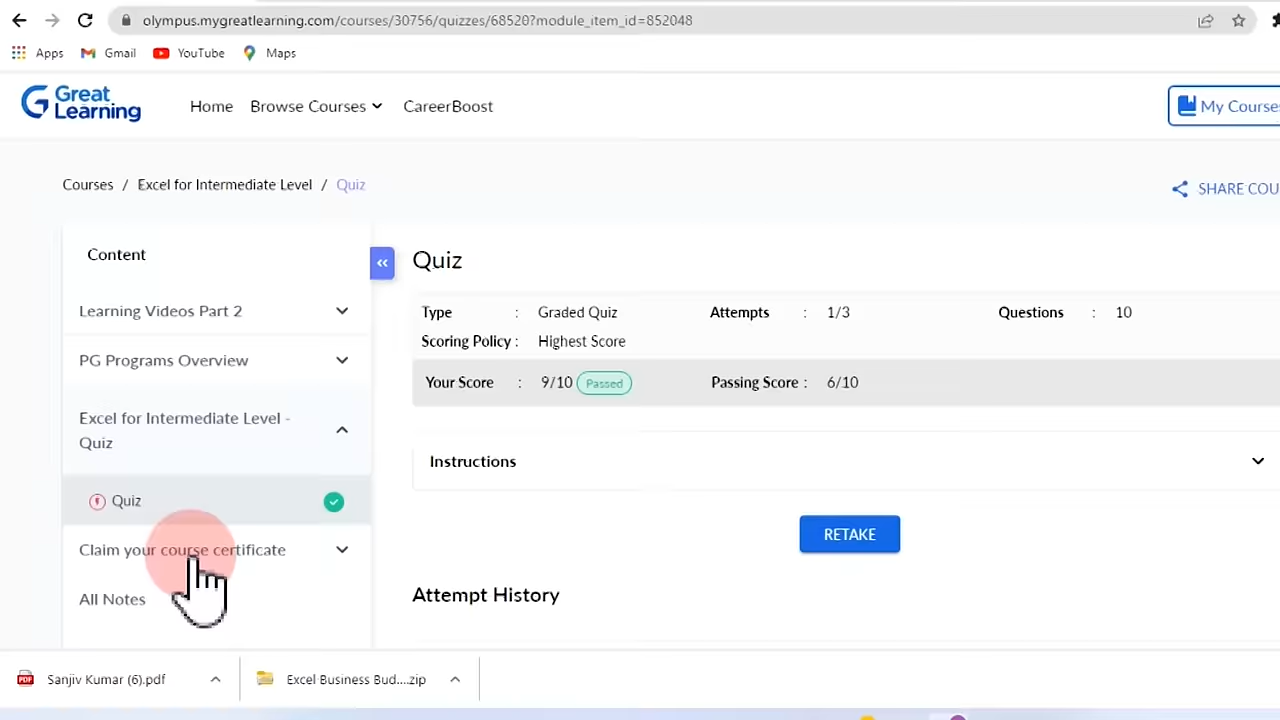 olympus.mygreatlearning.com/courses/30756/quizzes/68520?module_item_id=852048
Apps Gmail YouTube Maps
Great Learning
Home Browse Courses CareerBoost
My Courses
Courses / Excel for Intermediate Level / Quiz
SHARE COU
Content
Learning Videos Part 2
PG Programs Overview
Excel for Intermediate Level -
Quiz
Quiz
Claim your course certificate
All Notes
Quiz
Type : Graded Quiz Attempts : 1/3 Questions : 10
Scoring Policy : Highest Score
Your Score : 9/10 Passed Passing Score : 6/10
Instructions
RETAKE
Attempt History
PDF Sanjiv Kumar (6).pdf Excel Business Bud....zip